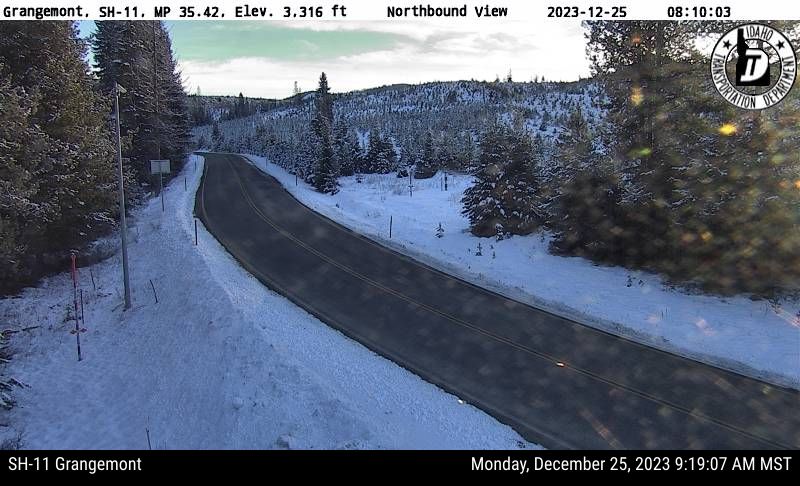 Grangemont, SH-11, MP 35.42, Elev. 3,316 ft Northbound View 2023-12-25 08:10:03
IDAHO
TRANSPORTATION DEPARTMENT
SH-11 Grangemont Monday, December 25, 2023 9:19:07 AM MST